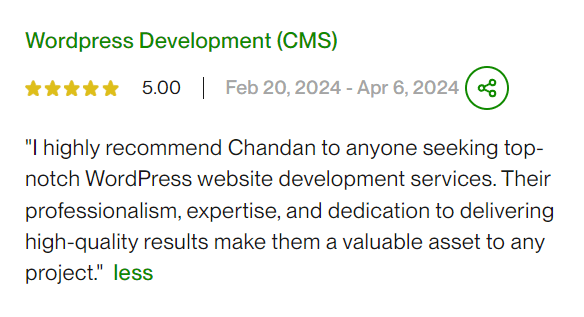 Wordpress Development (CMS)
5.00 | Feb 20, 2024 - Apr 6, 2024
"I highly recommend Chandan to anyone seeking top-
notch WordPress website development services. Their
professionalism, expertise, and dedication to delivering
high-quality results make them a valuable asset to any
project." less